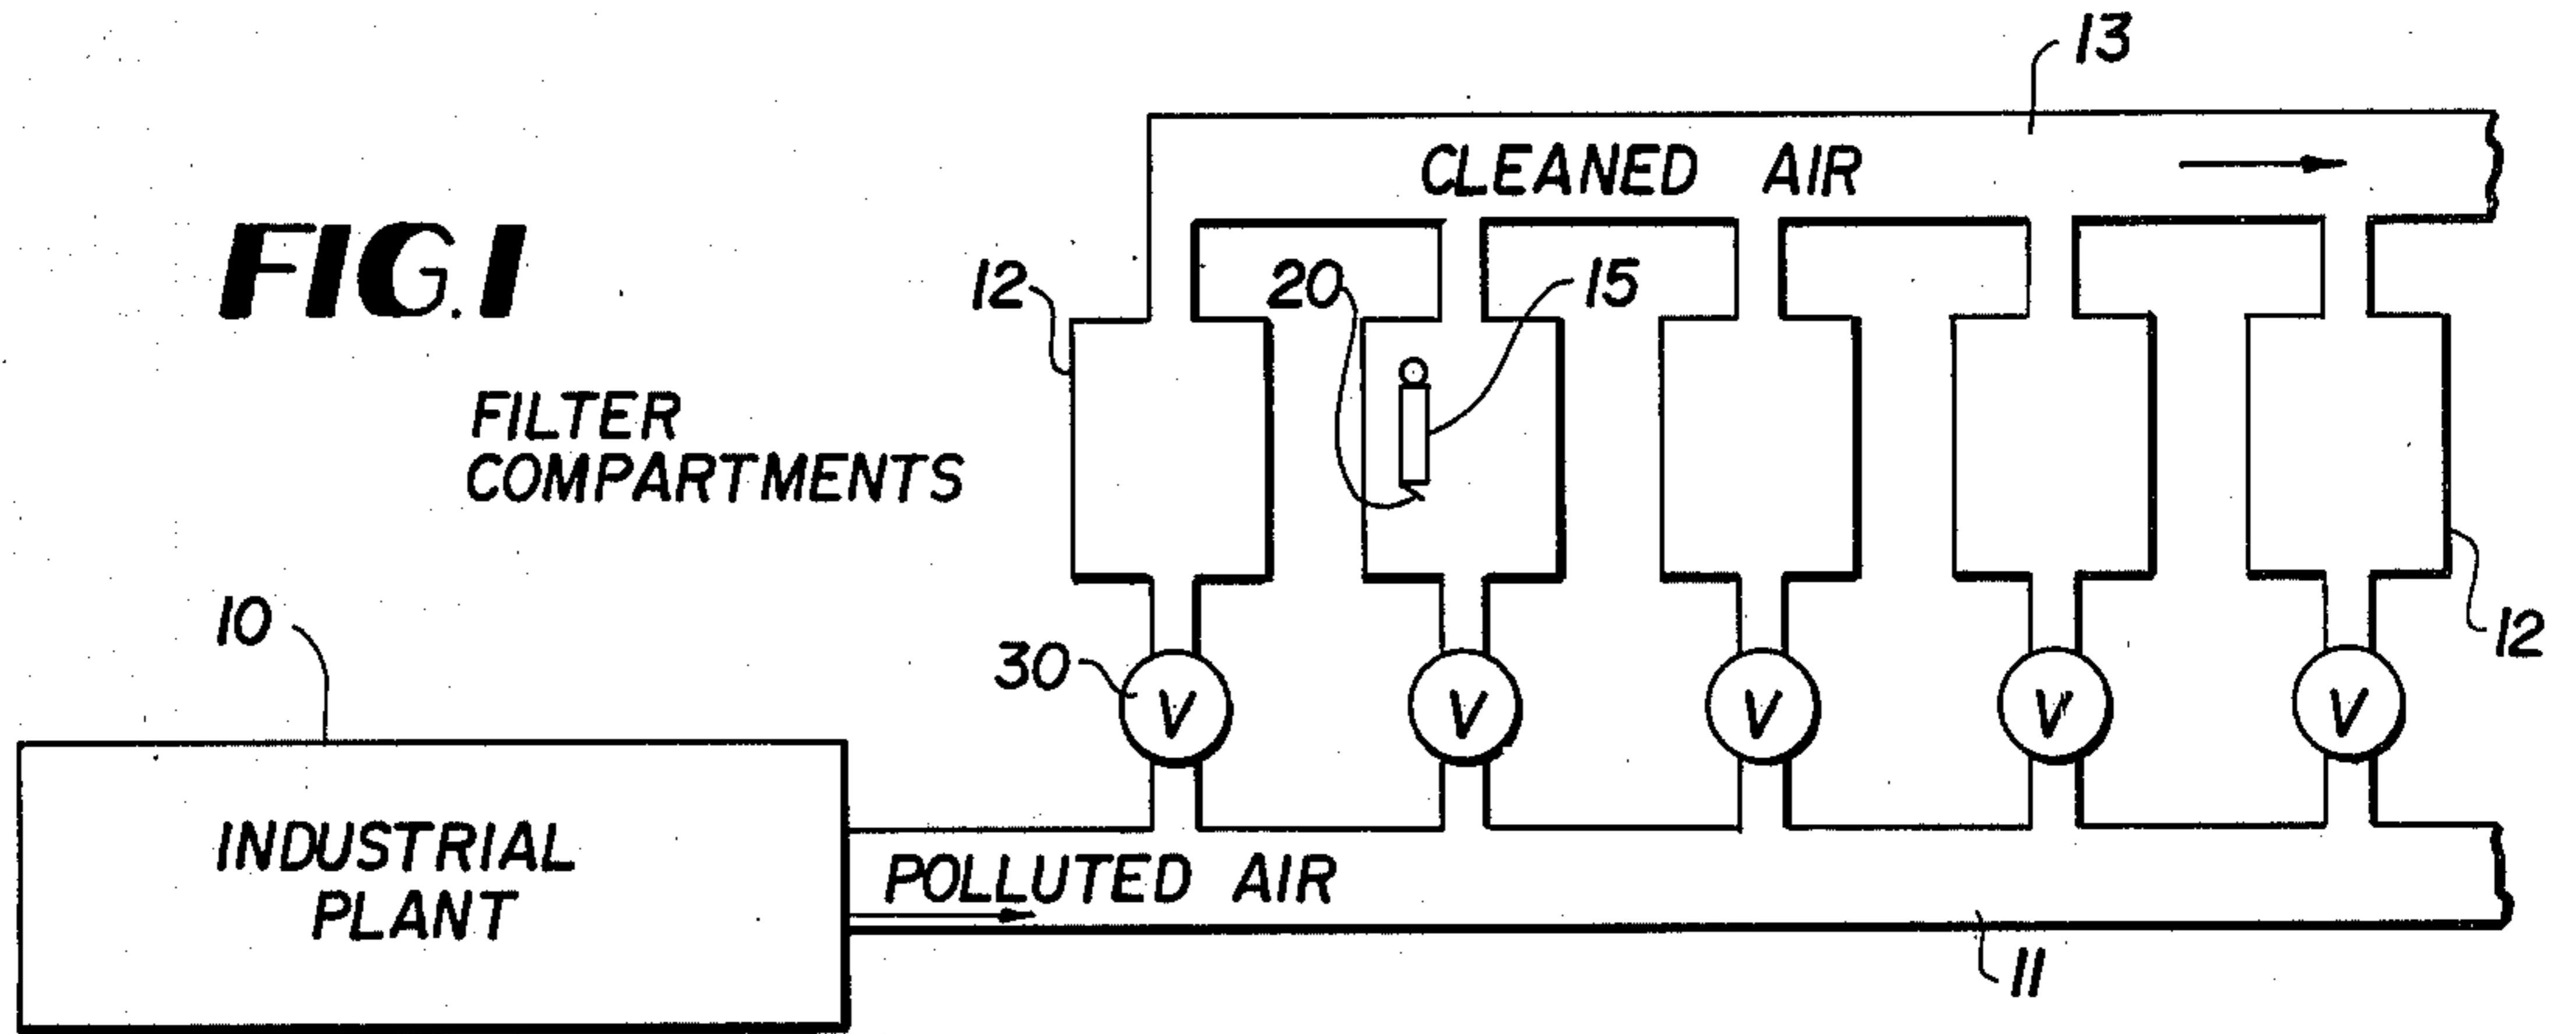 13
CLEANED AIR
FIG.1
12
20
15
FILTER
COMPARTMENTS
10
30
12
V V V V V
INDUSTRIAL
PLANT
POLLUTED AIR
11